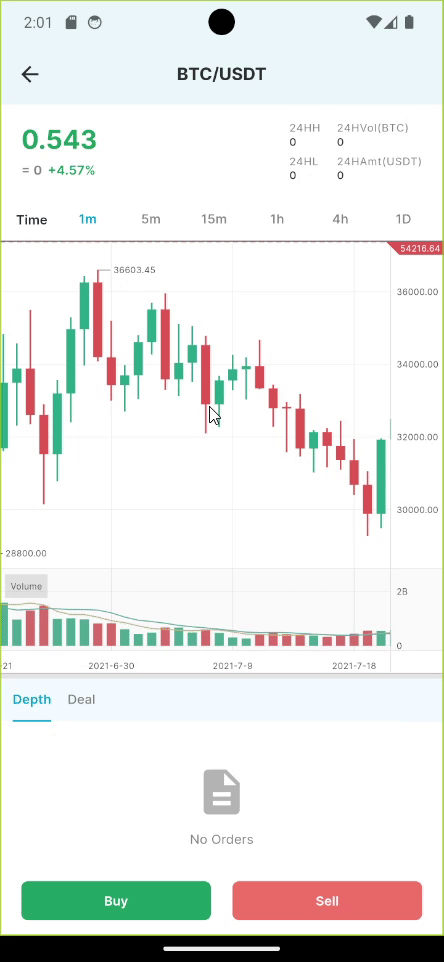 2:01
BTC/USDT
0.543
= 0 +4.57%
24HH
0
24HVol(BTC)
0
24HL
0
24HAmt(USDT)
0
Time 1m 5m 15m 1h 4h 1D
54216.64
36603.45
36000.00
34000.00
32000.00
30000.00
28800.00
Volume
2B
0
-21 2021-6-30 2021-7-9 2021-7-18
Depth Deal
No Orders
Buy Sell